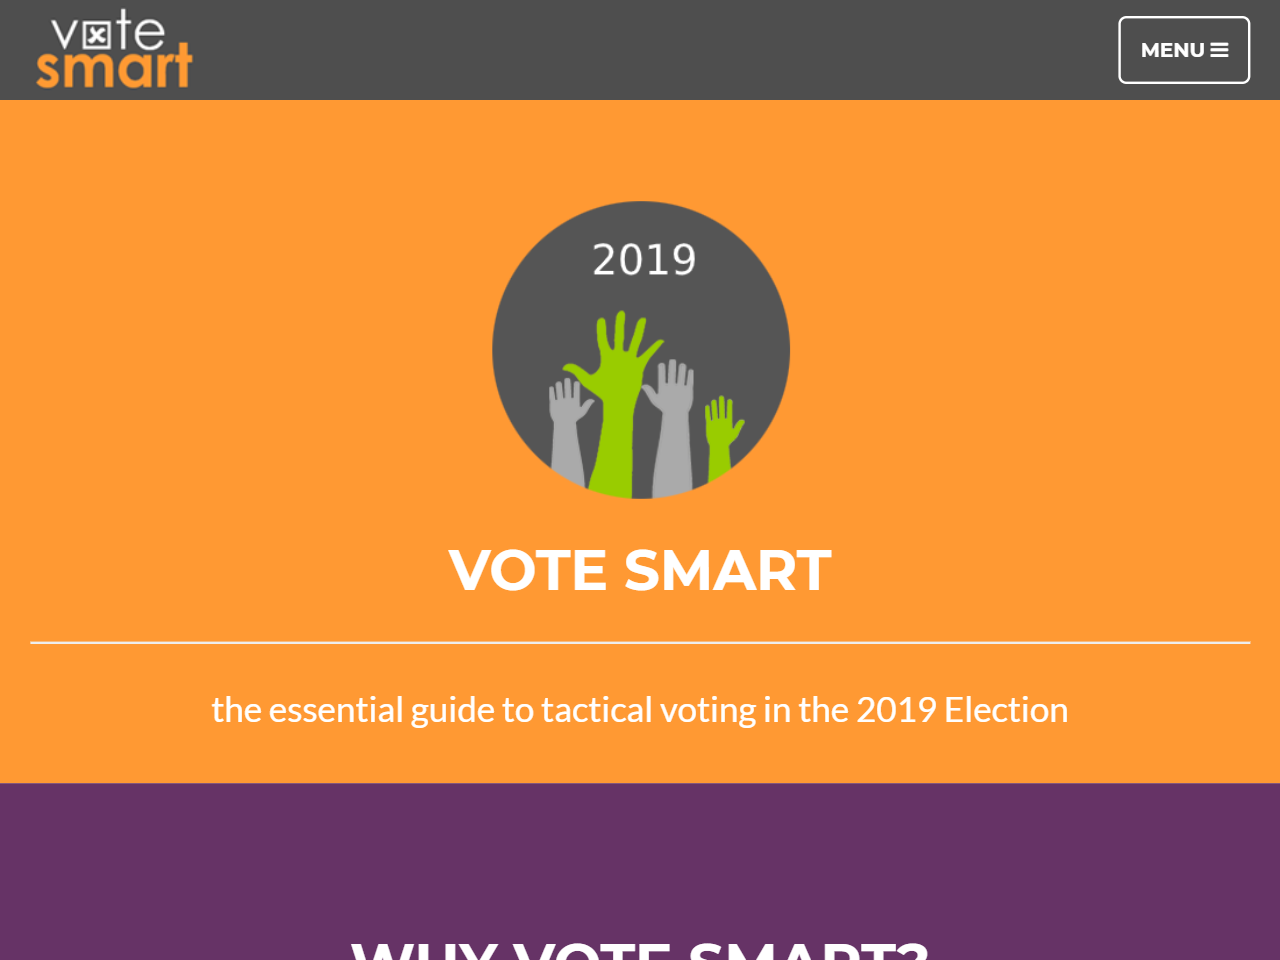 vote
smart
MENU
2019
VOTE SMART
the essential guide to tactical voting in the 2019 Election
WHY VOTE SMART?